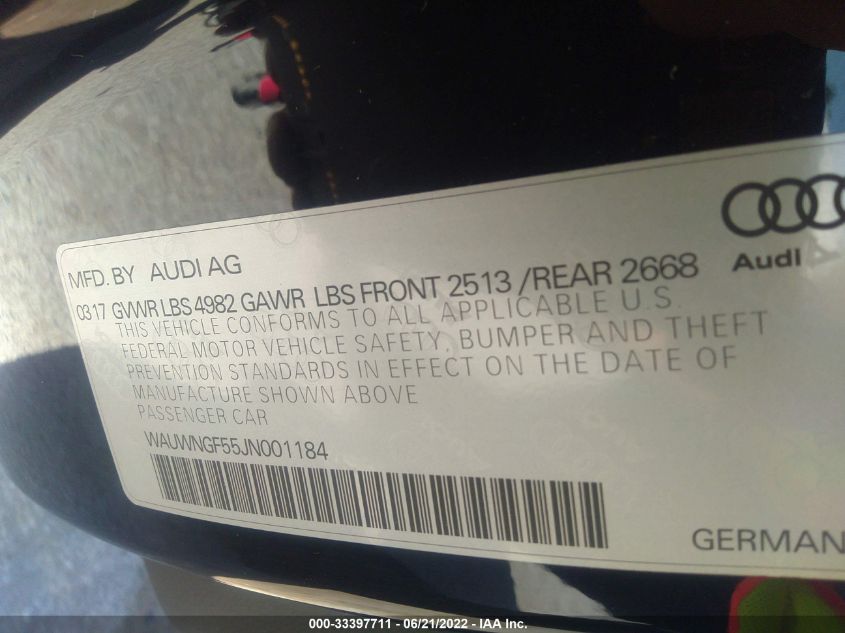 Audi
MFD. BY AUDI AG
0317 GVWR LBS 4982 GAWR LBS FRONT 2513 /REAR 2668
THIS VEHICLE CONFORMS TO ALL APPLICABLE U.S.
FEDERAL MOTOR VEHICLE SAFETY, BUMPER AND THEFT
PREVENTION STANDARDS IN EFFECT ON THE DATE OF
MANUFACTURE SHOWN ABOVE
PASSENGER CAR
WAUWNGF55JN001184
GERMAN
000-33397711 - 06/21/2022 - IAA Inc.